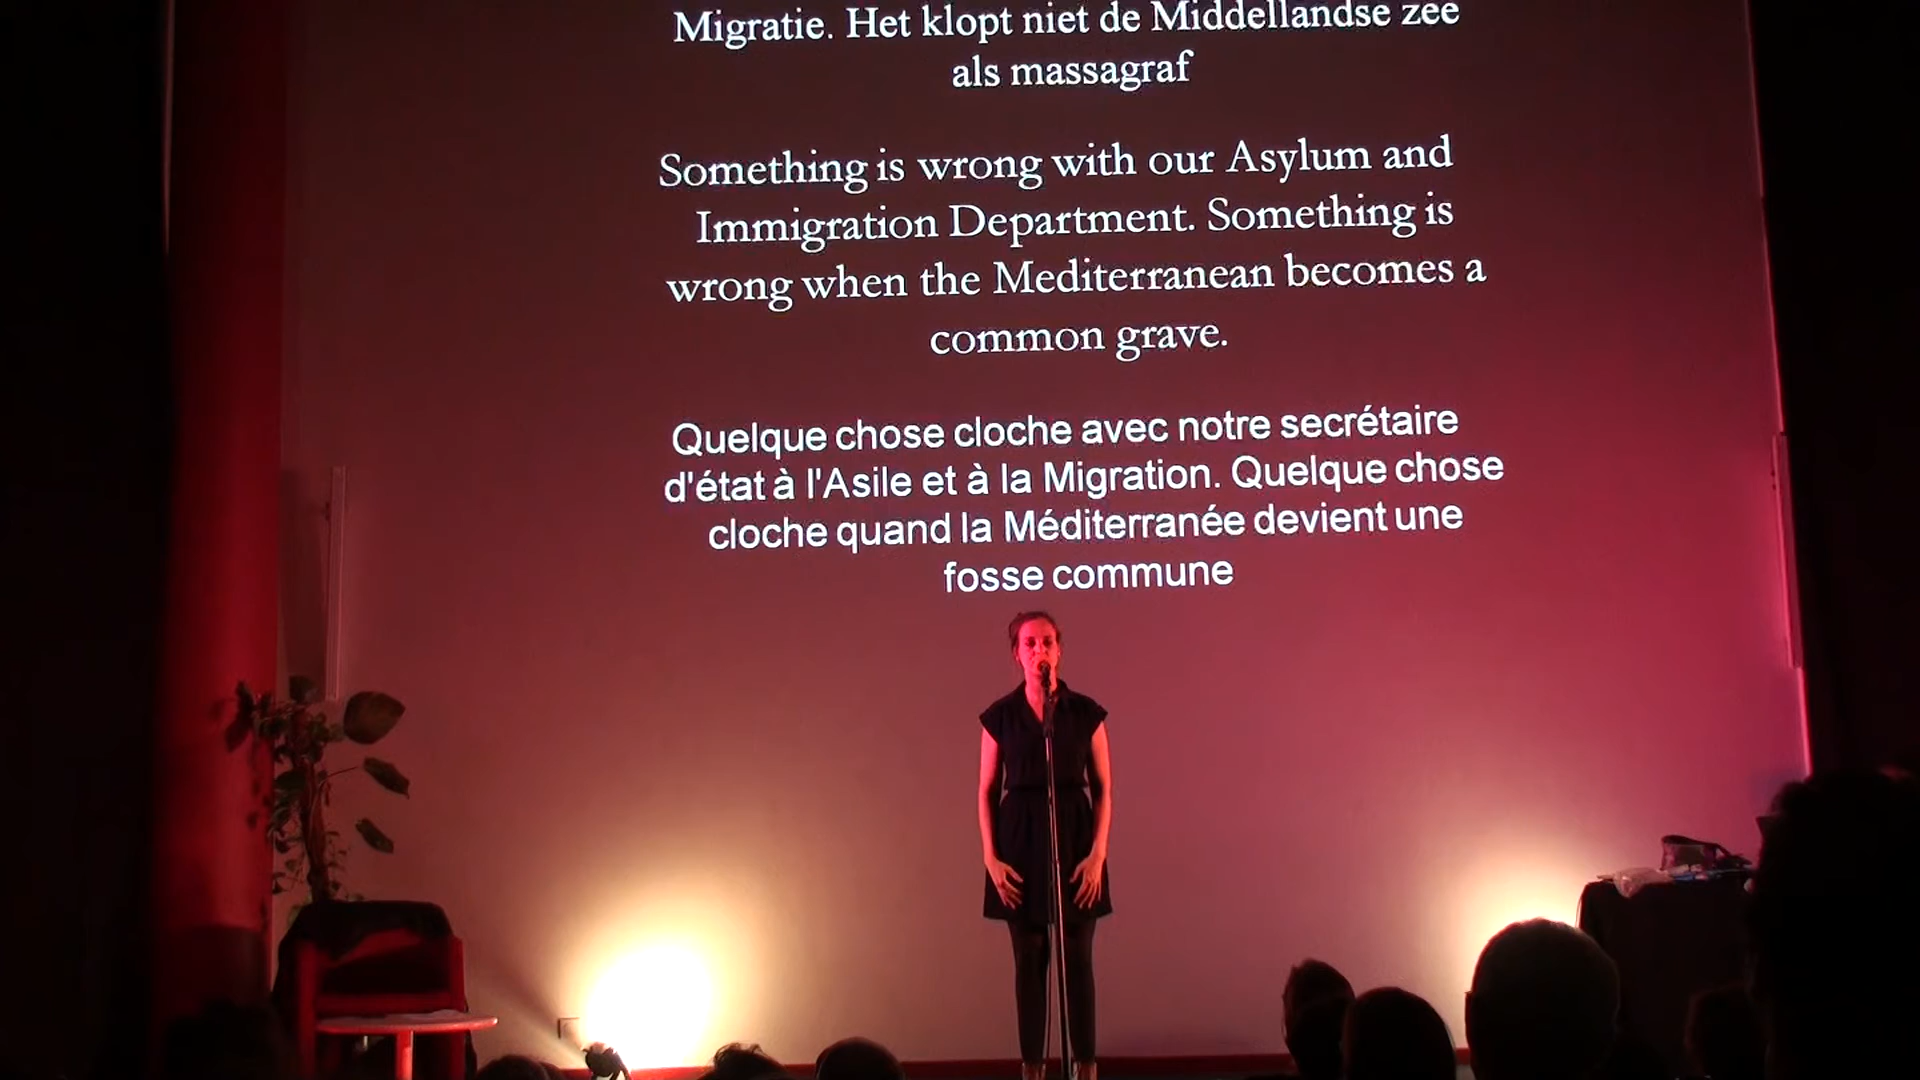 Migratie. Het klopt niet de Middellandse zee
als massagraf
Something is wrong with our Asylum and
Immigration Department. Something is
wrong when the Mediterranean becomes a
common grave.
Quelque chose cloche avec notre secrétaire
d'état à l'Asile et à la Migration. Quelque chose
cloche quand la Méditerranée devient une
fosse commune